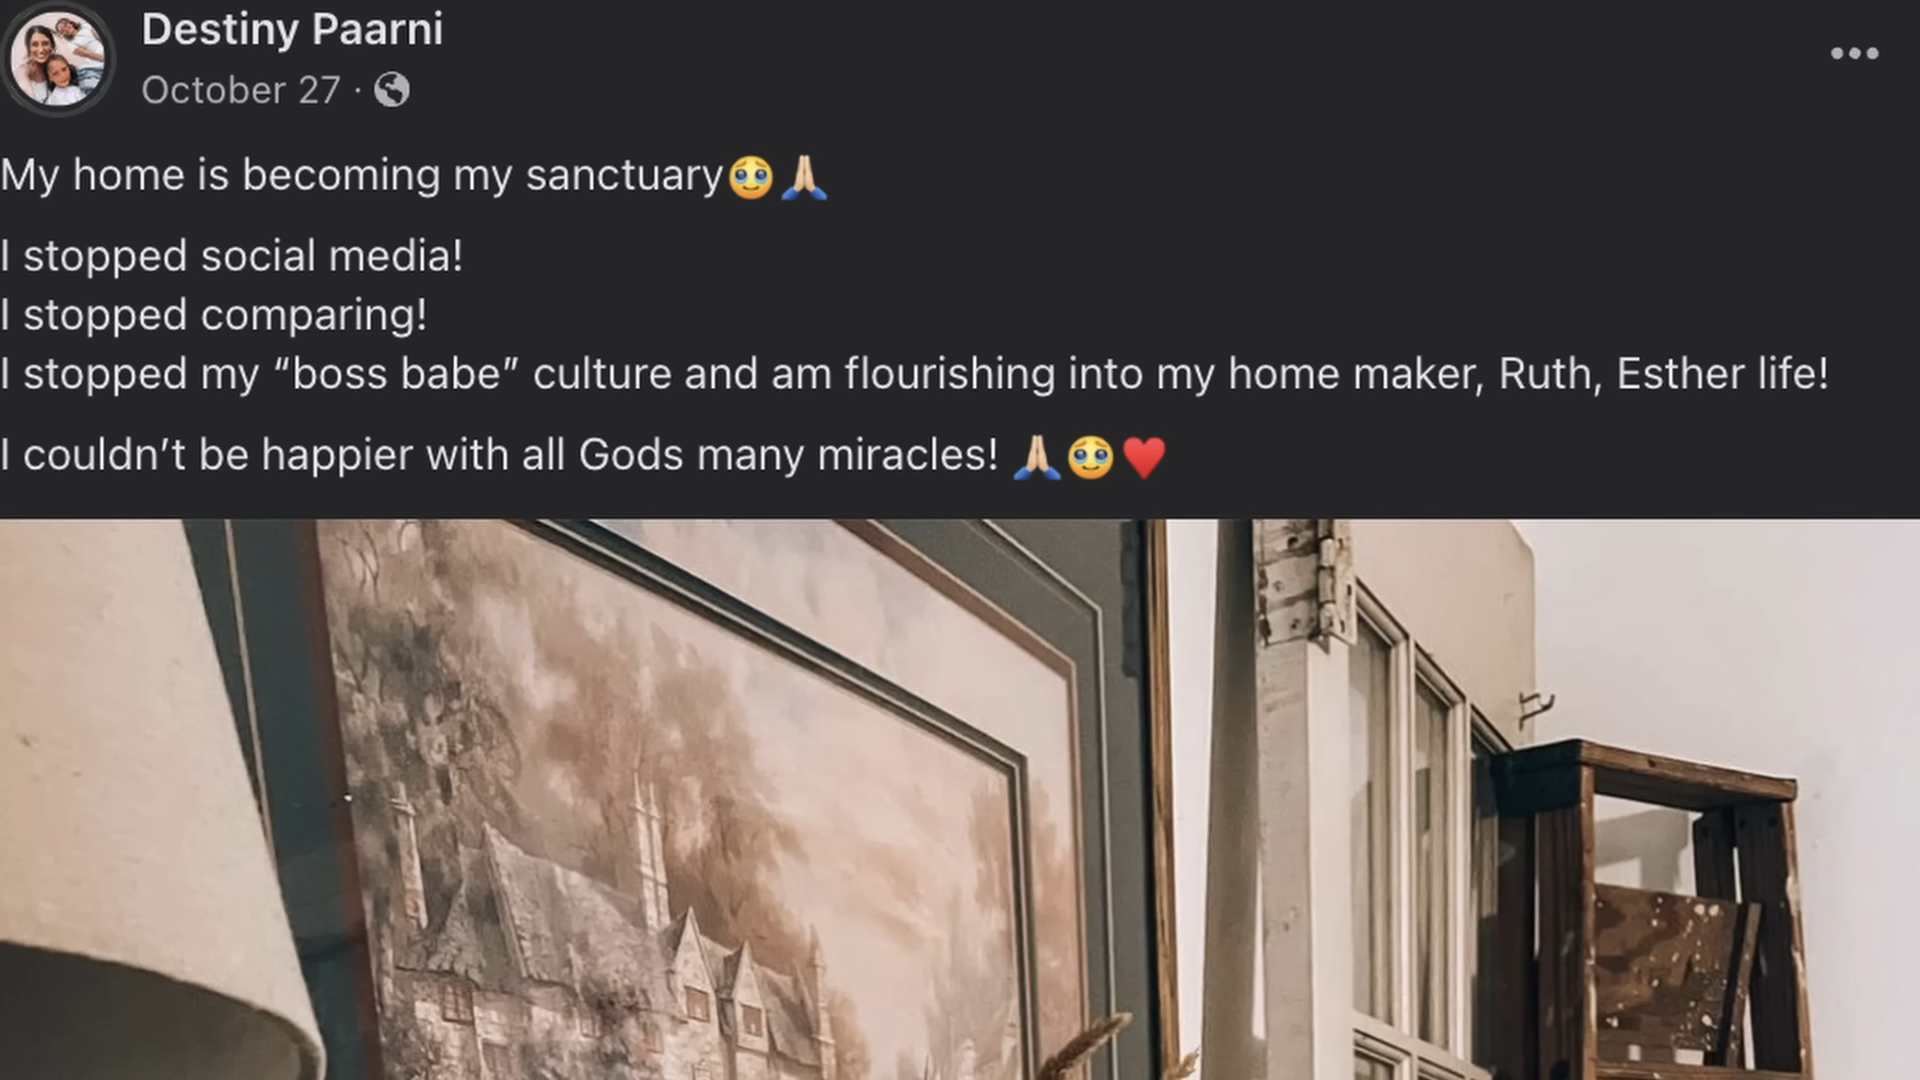 Destiny Paarni
October 27 ·
My home is becoming my sanctuary🥹🙏🏼
I stopped social media!
I stopped comparing!
I stopped my “boss babe” culture and am flourishing into my home maker, Ruth, Esther life!
I couldn’t be happier with all Gods many miracles! 🙏🏼🥹♥️